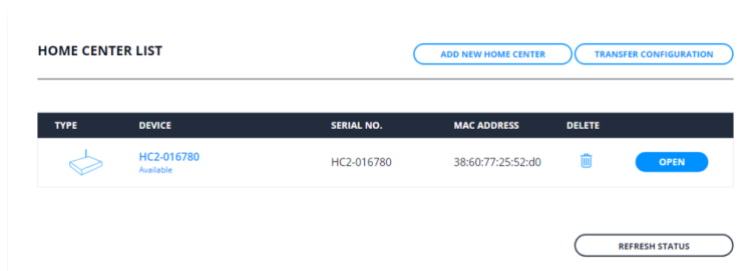 HOME CENTER LIST
ADD NEW HOME CENTER
TRANSFER CONFIGURATION
TYPE DEVICE SERIAL NO. MAC ADDRESS DELETE
HC2-016780 HC2-016780 38:60:77:25:52:d0 OPEN
Available
REFRESH STATUS